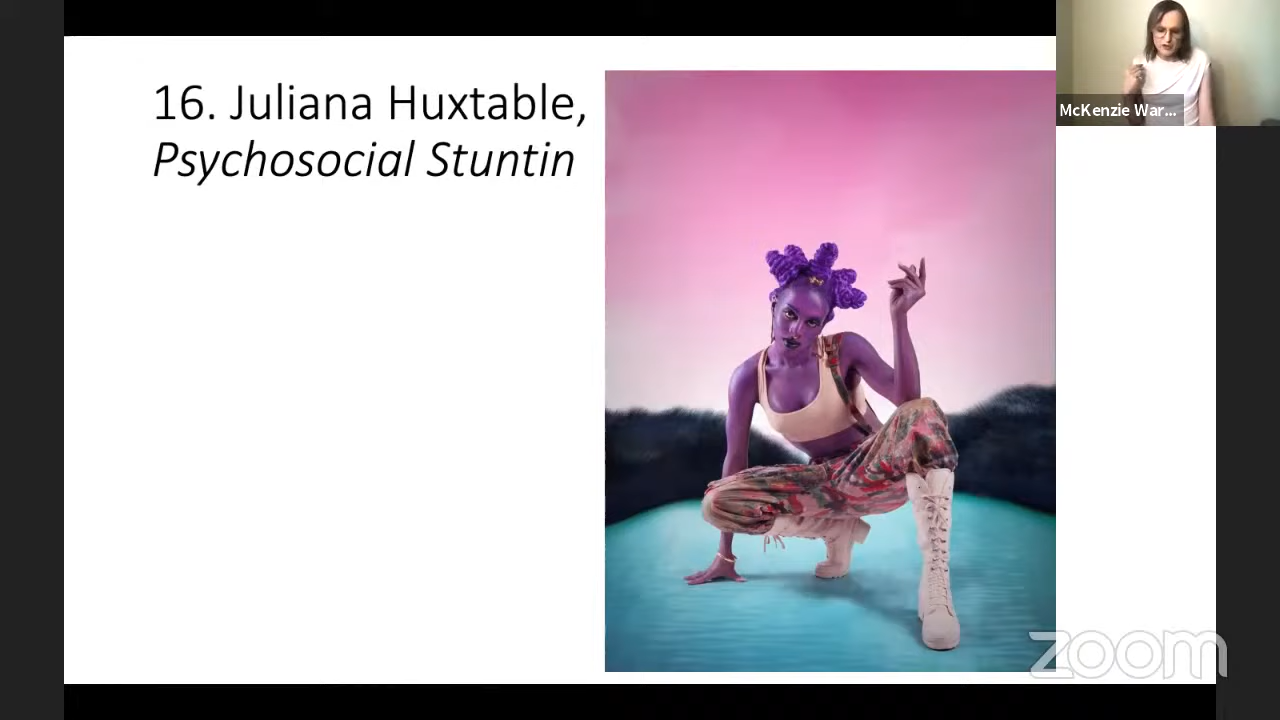 16. Juliana Huxtable,
Psychosocial Stuntin
McKenzie War...
zoom